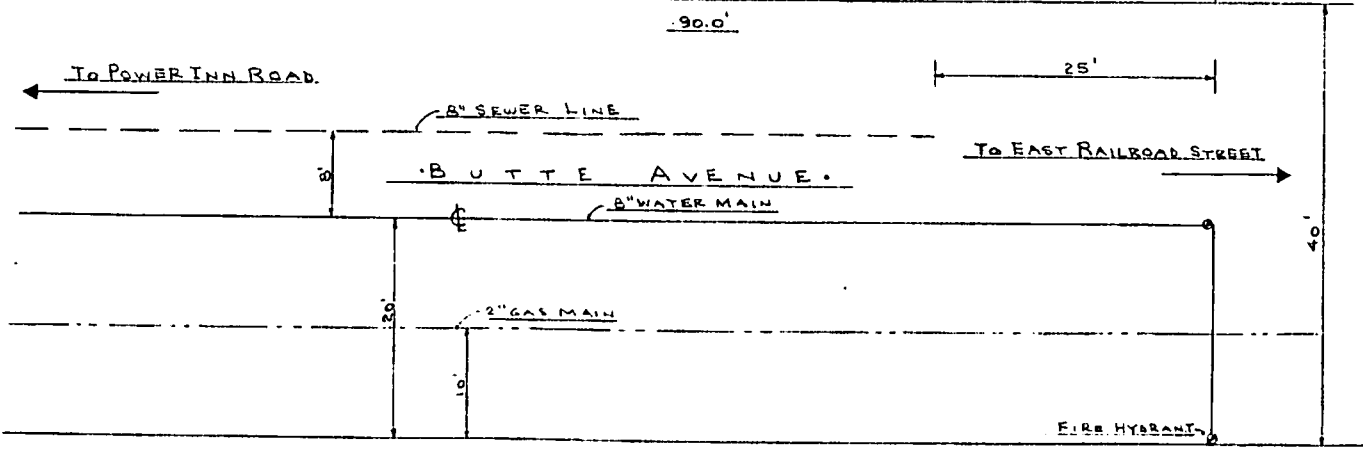 90.0'
25'
To POWER INN ROAD.
8" SEWER LINE
To EAST RAILROAD STREET
8'
·BUTTE AVENUE·
8" WATER MAIN
℄
40'
20'
2" GAS MAIN
10'
FIRE HYDRANT